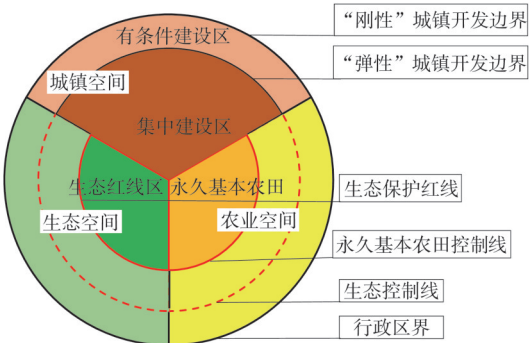 有条件建设区
“刚性”城镇开发边界
“弹性”城镇开发边界
城镇空间
集中建设区
生态红线区
永久基本农田
生态保护红线
生态空间
农业空间
永久基本农田控制线
生态控制线
行政区界